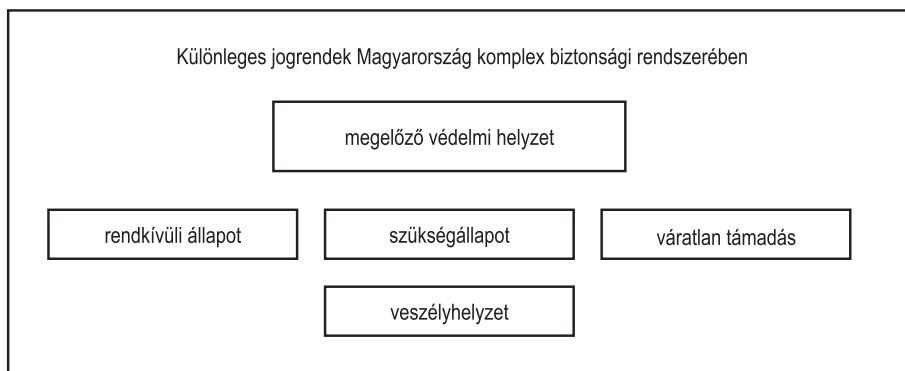 Különleges jogrendek Magyarország komplex biztonsági rendszerében
megelőző védelmi helyzet
rendkívüli állapot
szükségállapot
váratlan támadás
veszélyhelyzet